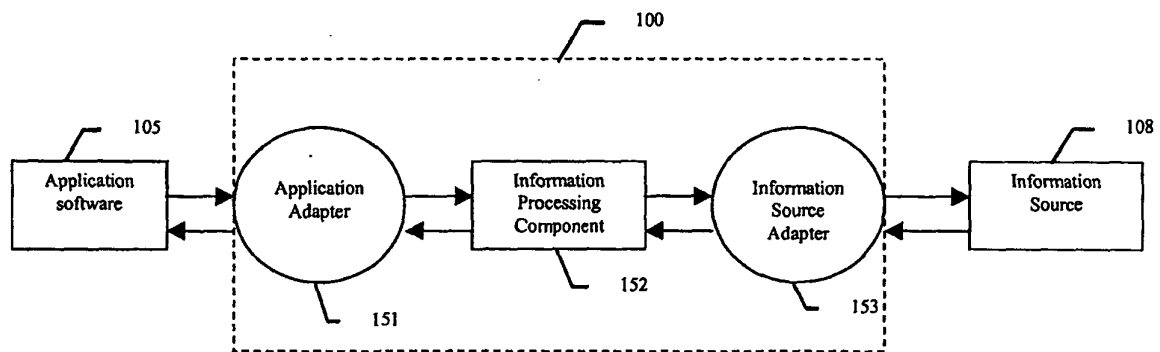 100
105
108
Application
software
Application
Adapter
Information
Processing
Component
Information
Source
Adapter
Information
Source
151
152
153